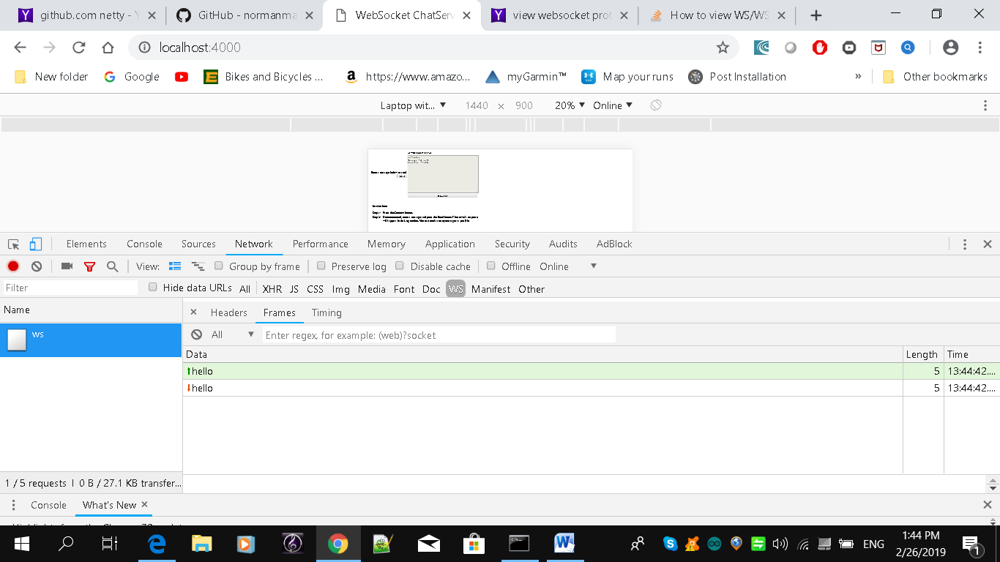 github.com netty - Y
GitHub - normanma
WebSocket ChatServ
view websocket prot
How to view WS/WS
localhost:4000
New folder
Google
Bikes and Bicycles ...
https://www.amazo...
myGarmin™
Map your runs
Post Installation
»
Other bookmarks
Laptop wit... 1440 × 900 20% Online
Elements Console Sources Network Performance Memory Application Security Audits AdBlock
View: Group by frame Preserve log Disable cache Offline Online
Filter Hide data URLs All XHR JS CSS Img Media Font Doc WS Manifest Other
Name
ws
Headers Frames Timing
All Enter regex, for example: (web)?socket
Data Length Time
hello 5 13:44:42....
hello 5 13:44:42....
1 / 5 requests | 0 B / 27.1 KB transfer...
Console What's New
ENG
1:44 PM
2/26/2019
1